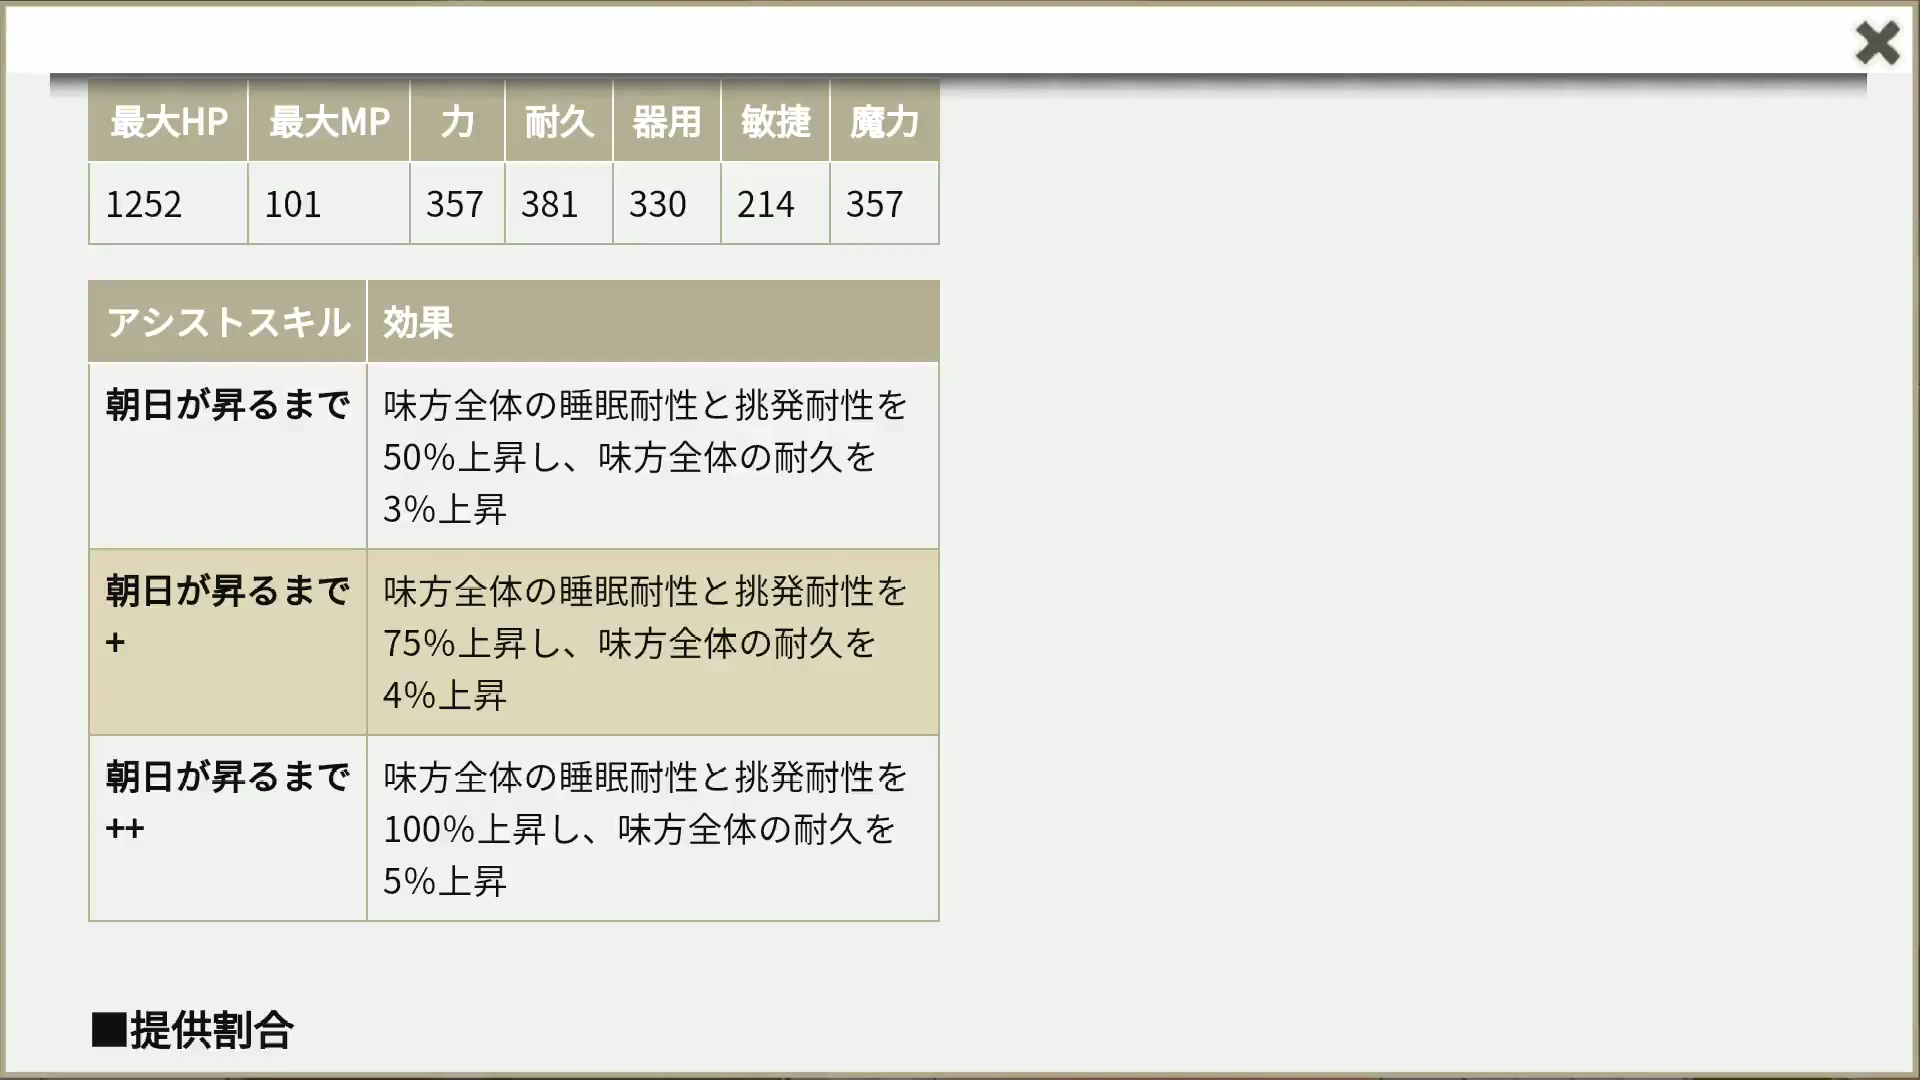 最大HP 最大MP 力 耐久 器用 敏捷 魔力
1252 101 357 381 330 214 357
アシストスキル 効果
朝日が昇るまで 味方全体の睡眠耐性と挑発耐性を
50%上昇し、味方全体の耐久を
3%上昇
朝日が昇るまで 味方全体の睡眠耐性と挑発耐性を
+ 75%上昇し、味方全体の耐久を
4%上昇
朝日が昇るまで 味方全体の睡眠耐性と挑発耐性を
++ 100%上昇し、味方全体の耐久を
5%上昇
■提供割合